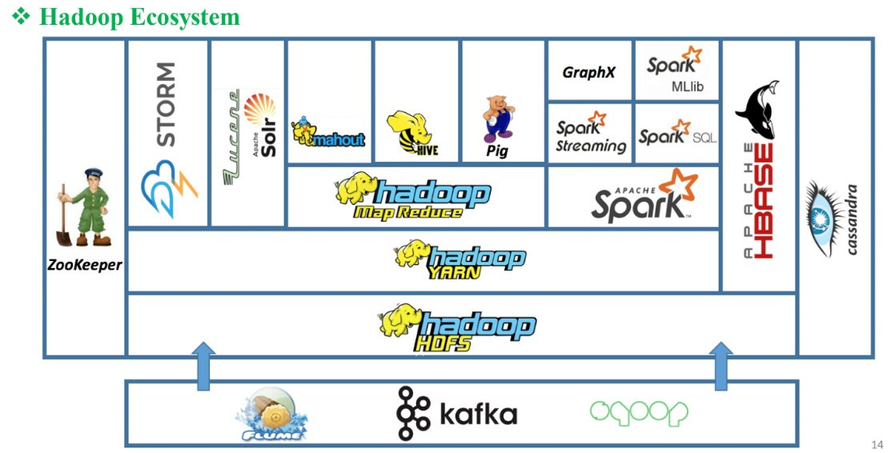 ❖ Hadoop Ecosystem
ZooKeeper
STORM
Lucene
Apache
Solr
mahout
HIVE
Pig
GraphX
Spark
MLlib
Spark
Streaming
Spark SQL
hadoop
Map Reduce
APACHE
Spark™
APACHE
HBASE
cassandra
hadoop
YARN
hadoop
HDFS
FLUME
kafka
sqoop
14